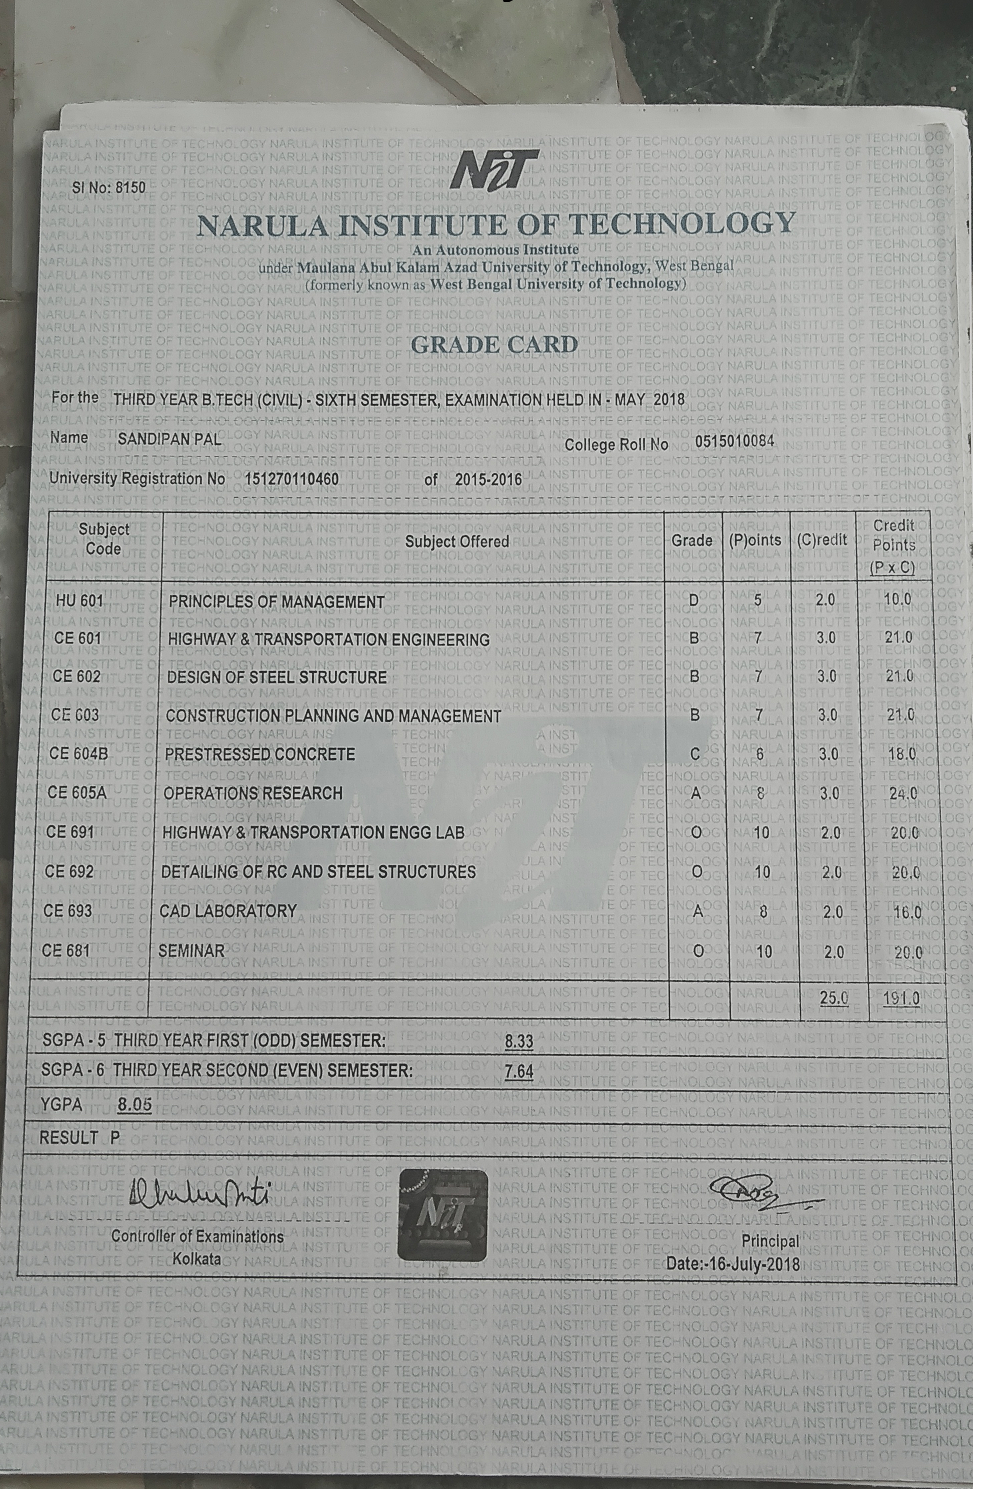 NiT
Sl No: 8150
NARULA INSTITUTE OF TECHNOLOGY
An Autonomous Institute
under Maulana Abul Kalam Azad University of Technology, West Bengal
(formerly known as West Bengal University of Technology)
GRADE CARD
For the THIRD YEAR B.TECH (CIVIL) - SIXTH SEMESTER, EXAMINATION HELD IN - MAY 2018
Name SANDIPAN PAL College Roll No 0515010084
University Registration No 151270110460 of 2015-2016
Subject Code Subject Offered Grade (P)oints (C)redit Credit Points (P x C)
HU 601 PRINCIPLES OF MANAGEMENT D 5 2.0 10.0
CE 601 HIGHWAY & TRANSPORTATION ENGINEERING B 7 3.0 21.0
CE 602 DESIGN OF STEEL STRUCTURE B 7 3.0 21.0
CE 603 CONSTRUCTION PLANNING AND MANAGEMENT B 7 3.0 21.0
CE 604B PRESTRESSED CONCRETE C 6 3.0 18.0
CE 605A OPERATIONS RESEARCH A 8 3.0 24.0
CE 691 HIGHWAY & TRANSPORTATION ENGG LAB O 10 2.0 20.0
CE 692 DETAILING OF RC AND STEEL STRUCTURES O 10 2.0 20.0
CE 693 CAD LABORATORY A 8 2.0 16.0
CE 681 SEMINAR O 10 2.0 20.0
25.0 191.0
SGPA - 5 THIRD YEAR FIRST (ODD) SEMESTER: 8.33
SGPA - 6 THIRD YEAR SECOND (EVEN) SEMESTER: 7.64
YGPA 8.05
RESULT P
NiT
Controller of Examinations Principal
Kolkata Date:-16-July-2018